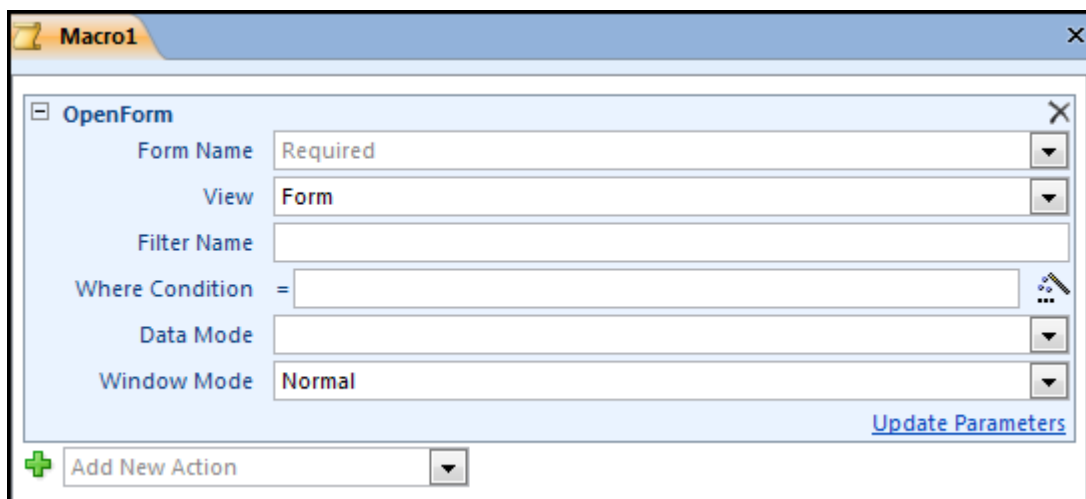 Macro1
OpenForm
Form Name Required
View Form
Filter Name
Where Condition =
Data Mode
Window Mode Normal
Update Parameters
Add New Action